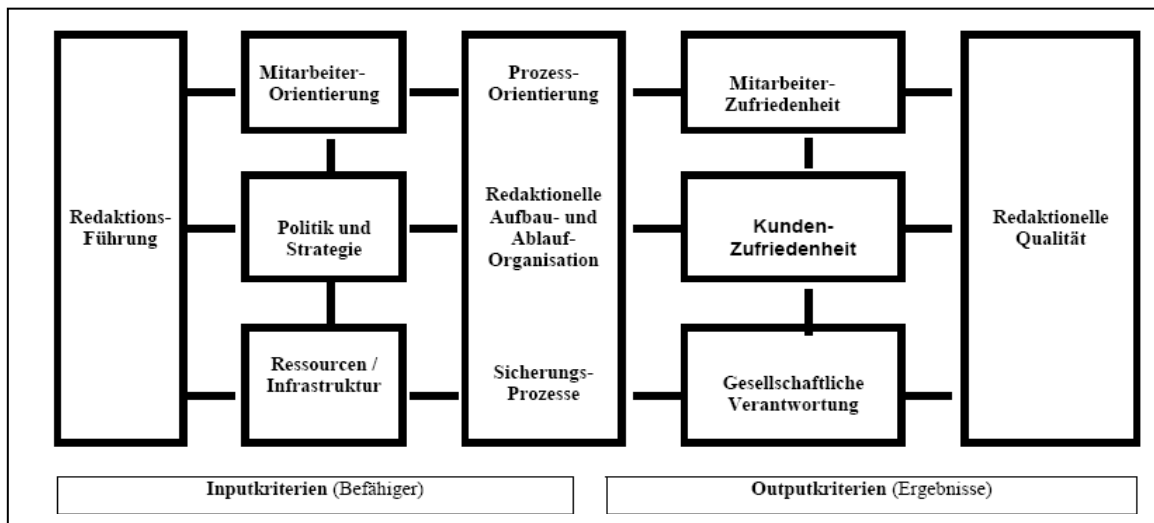 Redaktions-
Führung
Mitarbeiter-
Orientierung
Politik und
Strategie
Ressourcen /
Infrastruktur
Prozess-
Orientierung
Redaktionelle
Aufbau- und
Ablauf-
Organisation
Sicherungs-
Prozesse
Mitarbeiter-
Zufriedenheit
Kunden-
Zufriedenheit
Gesellschaftliche
Verantwortung
Redaktionelle
Qualität
Inputkriterien (Befähiger)
Outputkriterien (Ergebnisse)